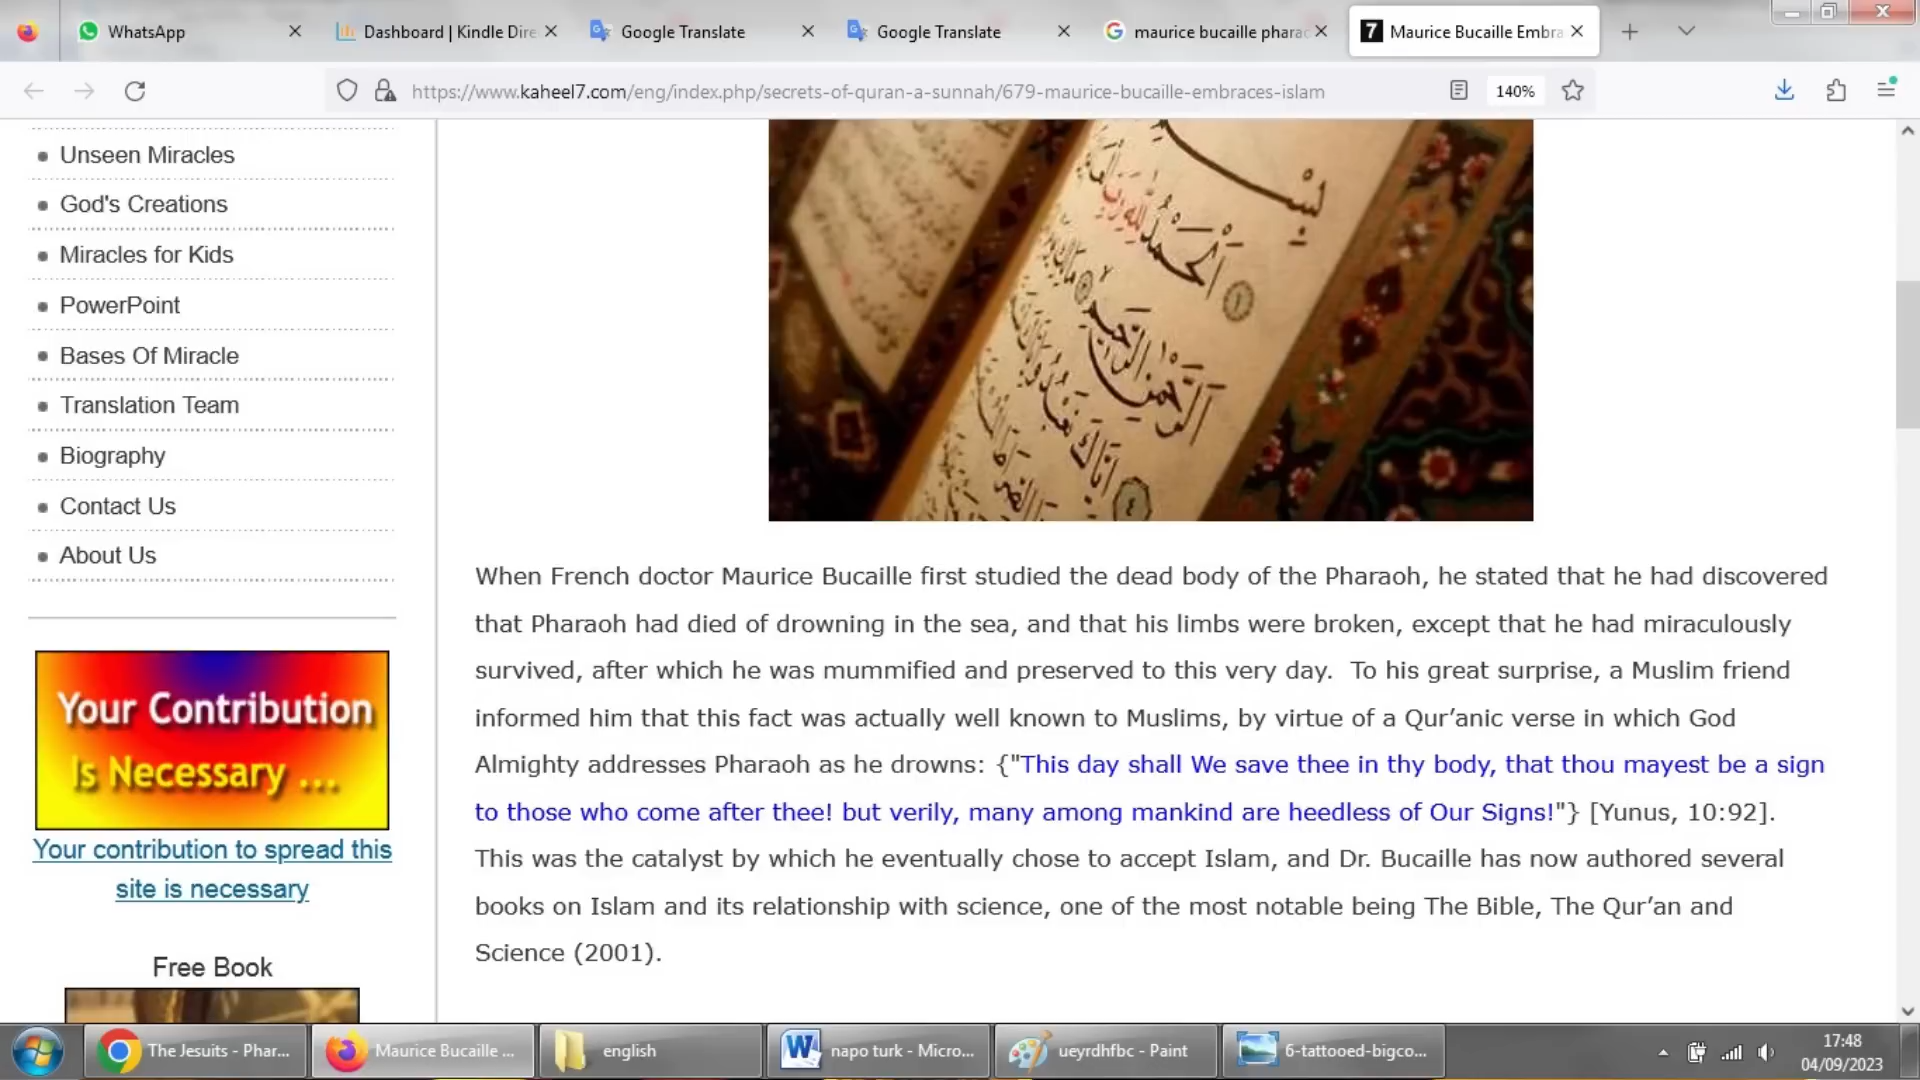 WhatsApp
Dashboard | Kindle Dire
Google Translate
Google Translate
maurice bucaille phara
Maurice Bucaille Embra
https://www.kaheel7.com/eng/index.php/secrets-of-quran-a-sunnah/679-maurice-bucaille-embraces-islam
140%
Unseen Miracles
God's Creations
Miracles for Kids
PowerPoint
Bases Of Miracle
Translation Team
Biography
Contact Us
About Us
Your Contribution
Is Necessary ...
Your contribution to spread this
site is necessary
Free Book
When French doctor Maurice Bucaille first studied the dead body of the Pharaoh, he stated that he had discovered
that Pharaoh had died of drowning in the sea, and that his limbs were broken, except that he had miraculously
survived, after which he was mummified and preserved to this very day.  To his great surprise, a Muslim friend
informed him that this fact was actually well known to Muslims, by virtue of a Qur’anic verse in which God
Almighty addresses Pharaoh as he drowns: {"This day shall We save thee in thy body, that thou mayest be a sign
to those who come after thee! but verily, many among mankind are heedless of Our Signs!"} [Yunus, 10:92].
This was the catalyst by which he eventually chose to accept Islam, and Dr. Bucaille has now authored several
books on Islam and its relationship with science, one of the most notable being The Bible, The Qur’an and
Science (2001).
The Jesuits - Phar...
Maurice Bucaille ...
english
napo turk - Micro...
ueyrdhfbc - Paint
6-tattooed-bigco...
17:48
04/09/2023